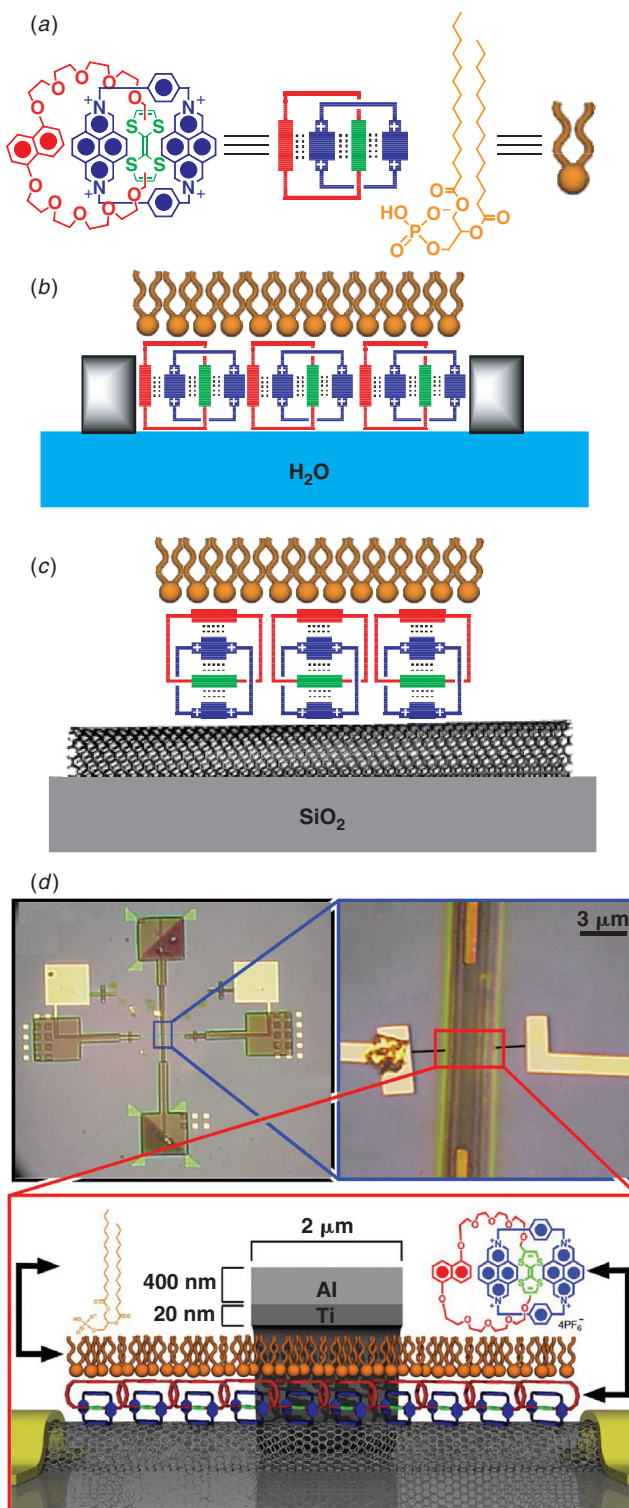 (a)
O O O O
O N + N + O
S S
S S
O N + N + O
O O O O
HO O −
P O O
O O O
(b)
+ + + + + +
+ + + + + +
H2O
(c)
+ + + + + +
+ + + + + +
SiO2
(d)
3 μm
2 μm
400 nm
Al
20 nm
Ti
4PF6−